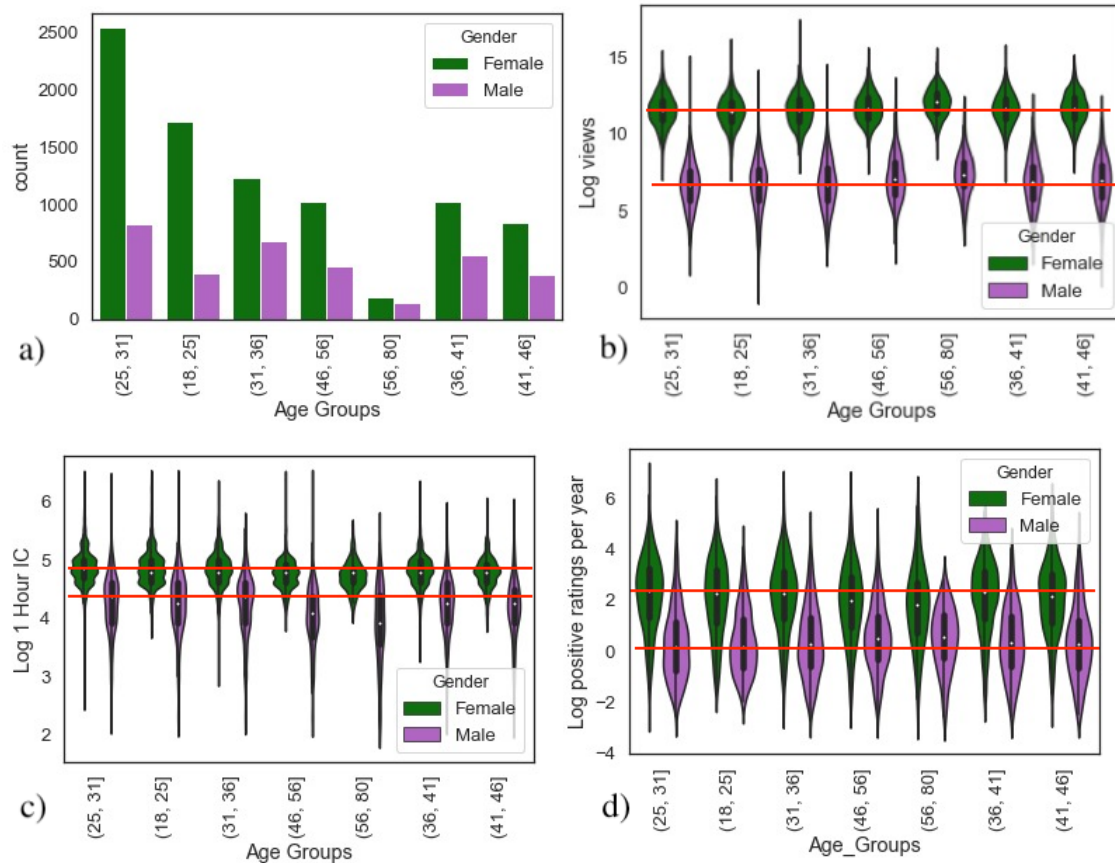 Gender
Female
Male
2500
2000
1500
1000
500
0
count
(25, 31]
(18, 25]
(31, 36]
(46, 56]
(56, 80]
(36, 41]
(41, 46]
Age Groups
a)
15
10
5
0
Log views
Gender
Female
Male
(25, 31]
(18, 25]
(31, 36]
(46, 56]
(56, 80]
(36, 41]
(41, 46]
Age Groups
b)
6
5
4
3
2
Log 1 Hour IC
Gender
Female
Male
(25, 31]
(18, 25]
(31, 36]
(46, 56]
(56, 80]
(36, 41]
(41, 46]
Age Groups
c)
Gender
Female
Male
6
4
2
0
−2
−4
Log positive ratings per year
(25, 31]
(18, 25]
(31, 36]
(46, 56]
(56, 80]
(36, 41]
(41, 46]
Age_Groups
d)